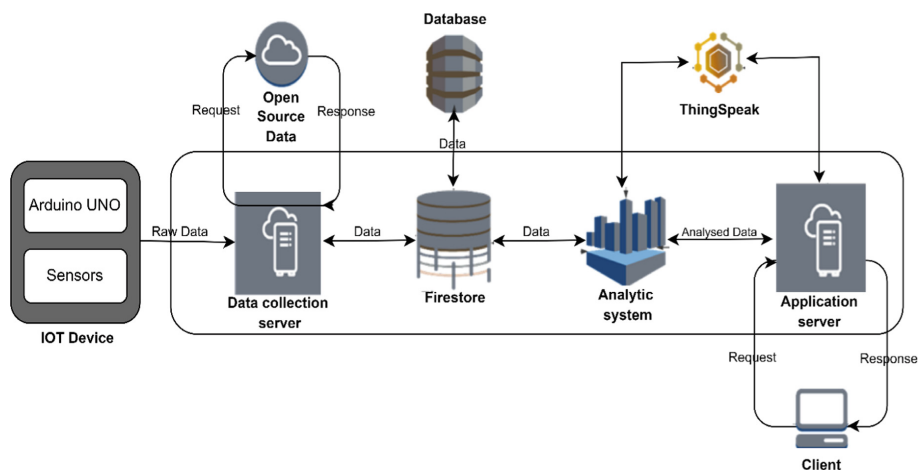 Database
ThingSpeak
Request
Open
Source
Data
Response
Data
Arduino UNO
Sensors
IOT Device
Raw Data
Data collection
server
Data
Firestore
Data
Analytic
system
Analysed Data
Application
server
Request
Response
Client